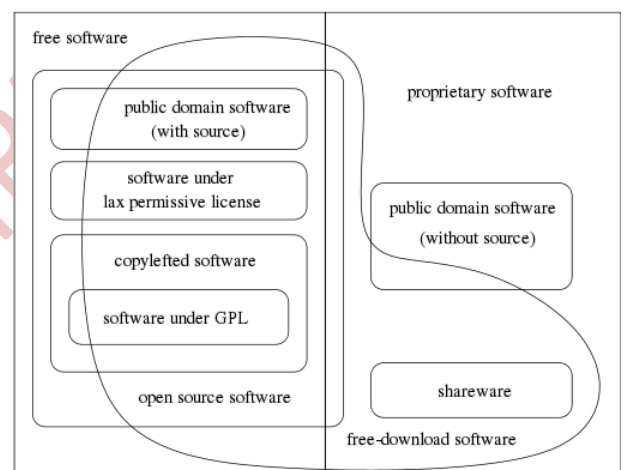 free software
proprietary software
public domain software
(with source)
software under
lax permissive license
public domain software
(without source)
copylefted software
software under GPL
open source software
shareware
free-download software